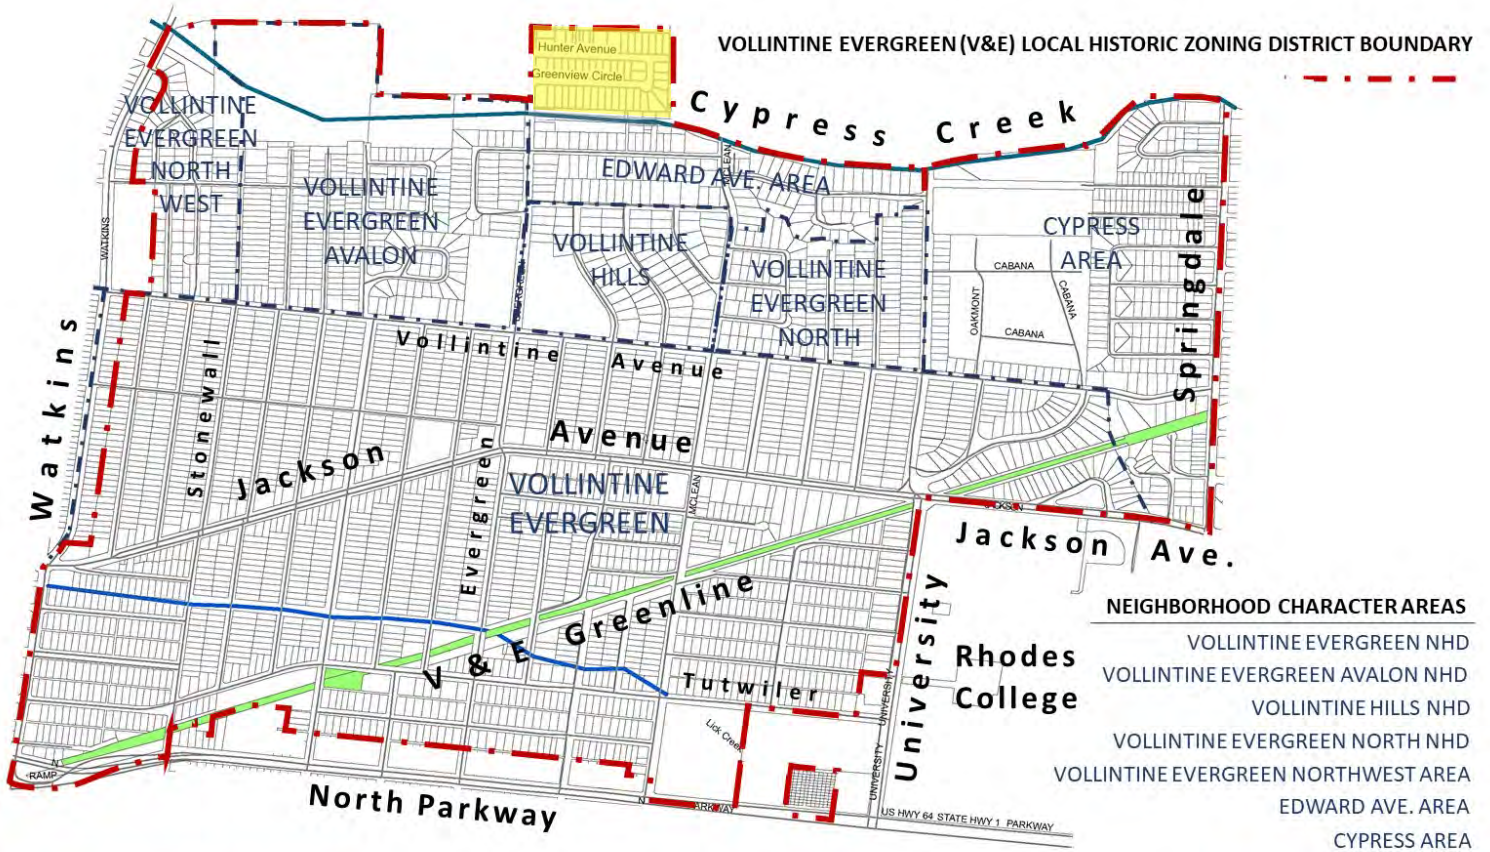 VOLLINTINE EVERGREEN (V&E) LOCAL HISTORIC ZONING DISTRICT BOUNDARY
Hunter Avenue
Greenview Circle
Cypress Creek
VOLLINTINE
EVERGREEN
NORTH
WEST
VOLLINTINE
EVERGREEN
AVALON
EDWARD AVE. AREA
MCLEAN
VOLLINTINE
HILLS
VOLLINTINE
EVERGREEN
NORTH
CYPRESS
AREA
CABANA
CABANA
CABANA
OAKMONT
Springdale
WATKINS
EVERGREEN
Watkins
Stonewall
Vollintine Avenue
Jackson Avenue
Evergreen
VOLLINTINE
EVERGREEN
MCLEAN
JACKSON
Jackson Ave.
V & E Greenline
University
Rhodes
College
Tutwiler
UNIVERSITY
UNIVERSITY
Lick Creek
N
RAMP
North Parkway
N PARKWAY
US HWY 64 STATE HWY 1 PARKWAY
NEIGHBORHOOD CHARACTER AREAS
VOLLINTINE EVERGREEN NHD
VOLLINTINE EVERGREEN AVALON NHD
VOLLINTINE HILLS NHD
VOLLINTINE EVERGREEN NORTH NHD
VOLLINTINE EVERGREEN NORTHWEST AREA
EDWARD AVE. AREA
CYPRESS AREA